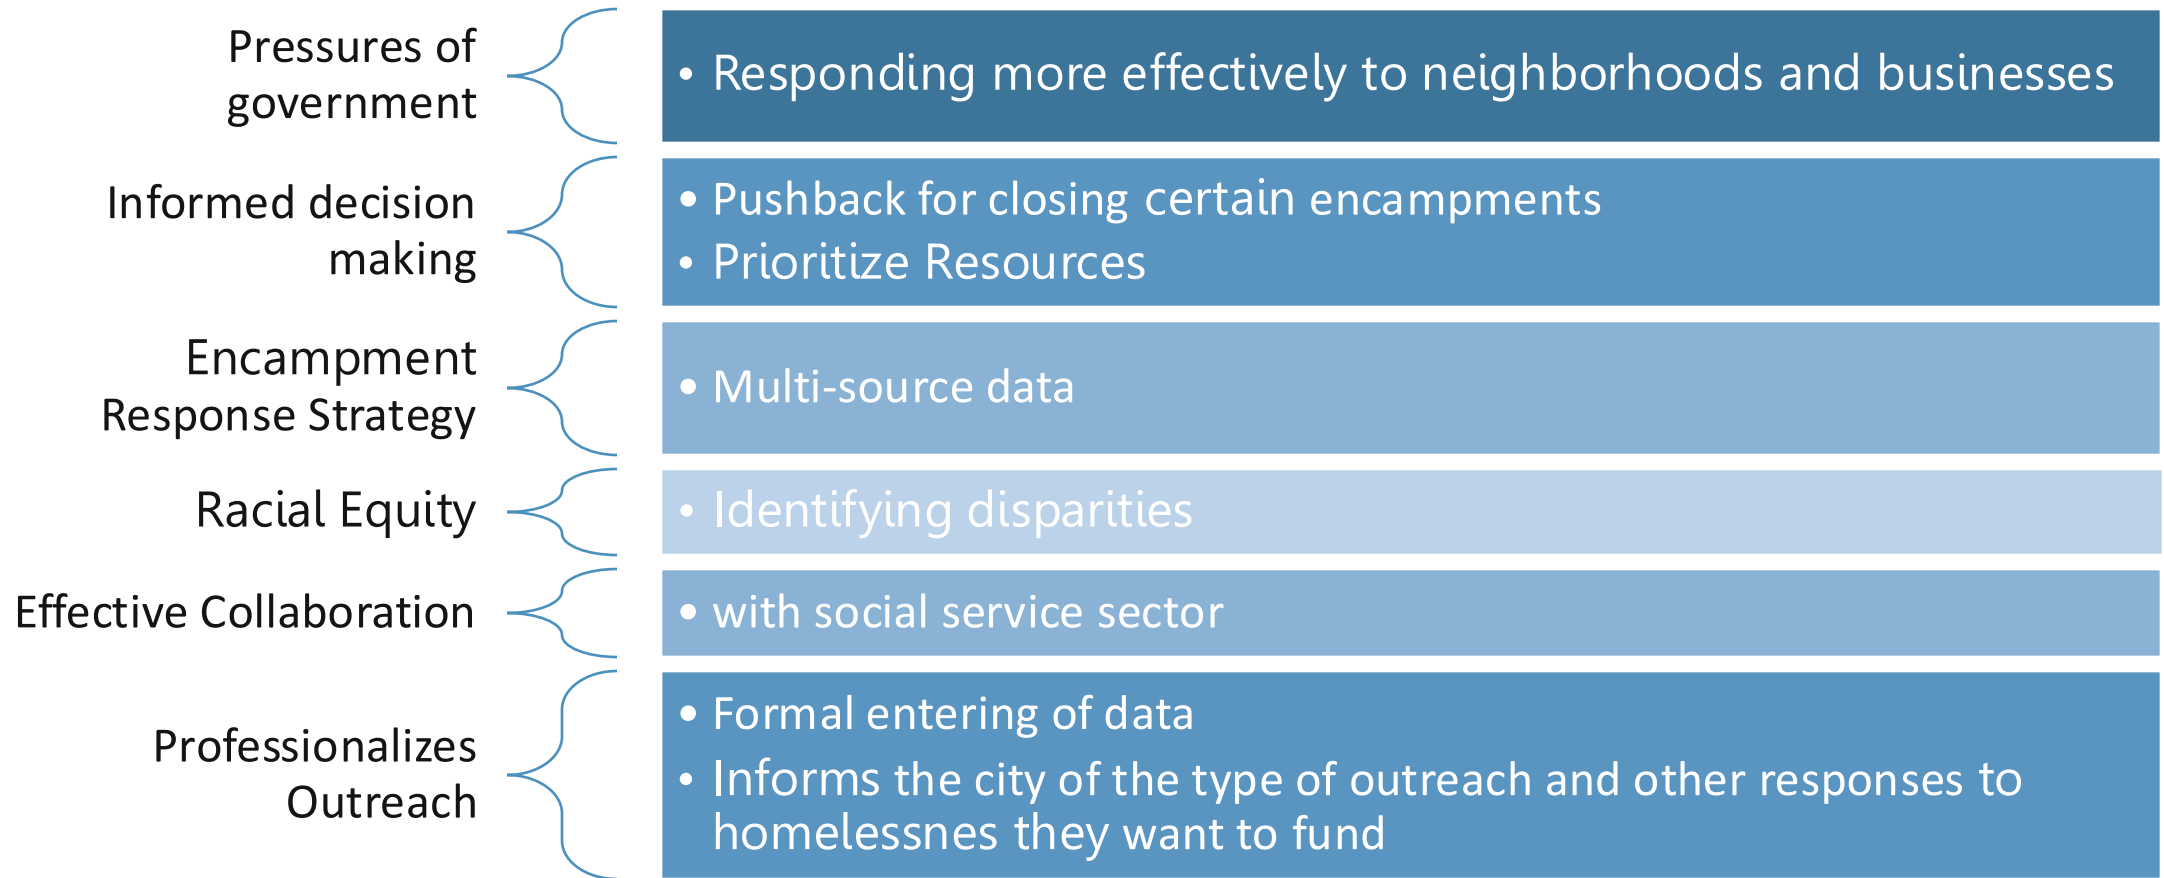 Pressures of
government
• Responding more effectively to neighborhoods and businesses
Informed decision
making
• Pushback for closing certain encampments
• Prioritize Resources
Encampment
Response Strategy
• Multi-source data
Racial Equity
• Identifying disparities
Effective Collaboration
• with social service sector
Professionalizes
Outreach
• Formal entering of data
• Informs the city of the type of outreach and other responses to
homelessnes they want to fund